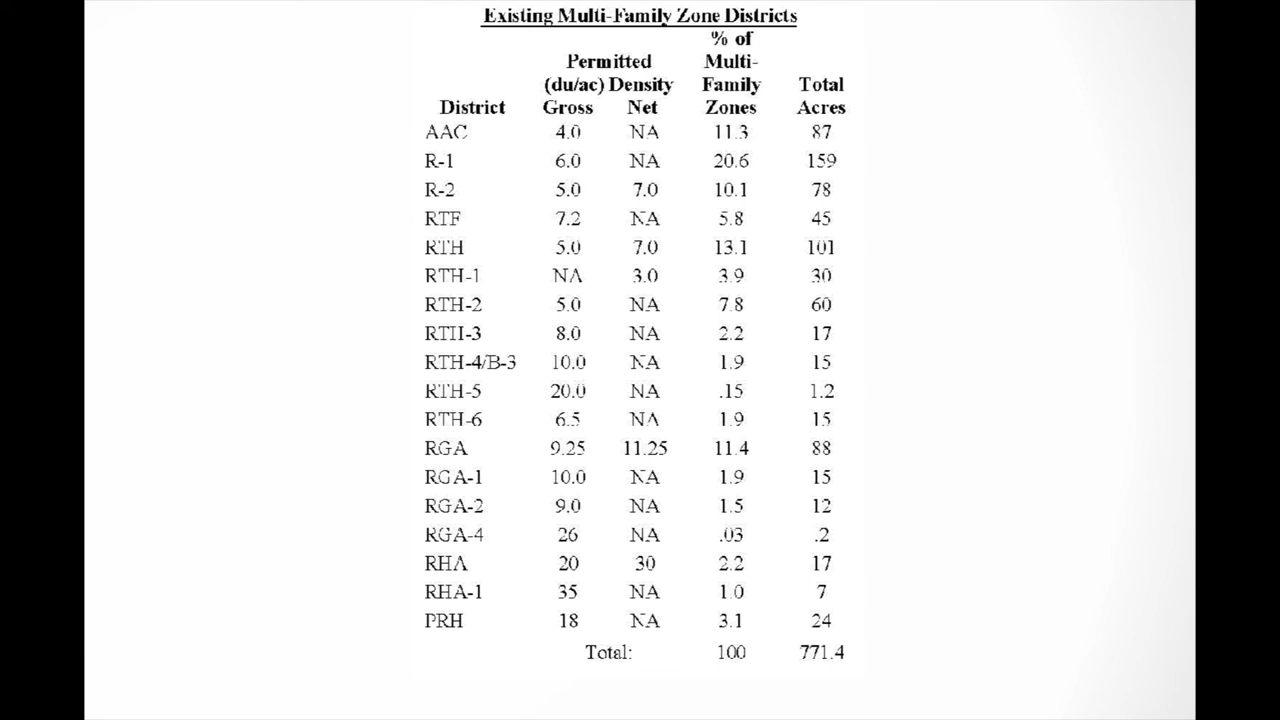 Existing Multi-Family Zone Districts
% of
Permitted Multi-
(du/ac) Density Family Total
District Gross Net Zones Acres
AAC 4.0 NA 11.3 87
R-1 6.0 NA 20.6 159
R-2 5.0 7.0 10.1 78
RTF 7.2 NA 5.8 45
RTH 5.0 7.0 13.1 101
RTH-1 NA 3.0 3.9 30
RTH-2 5.0 NA 7.8 60
RTH-3 8.0 NA 2.2 17
RTH-4/B-3 10.0 NA 1.9 15
RTH-5 20.0 NA .15 1.2
RTH-6 6.5 NA 1.9 15
RGA 9.25 11.25 11.4 88
RGA-1 10.0 NA 1.9 15
RGA-2 9.0 NA 1.5 12
RGA-4 26 NA .03 .2
RHA 20 30 2.2 17
RHA-1 35 NA 1.0 7
PRH 18 NA 3.1 24
Total: 100 771.4